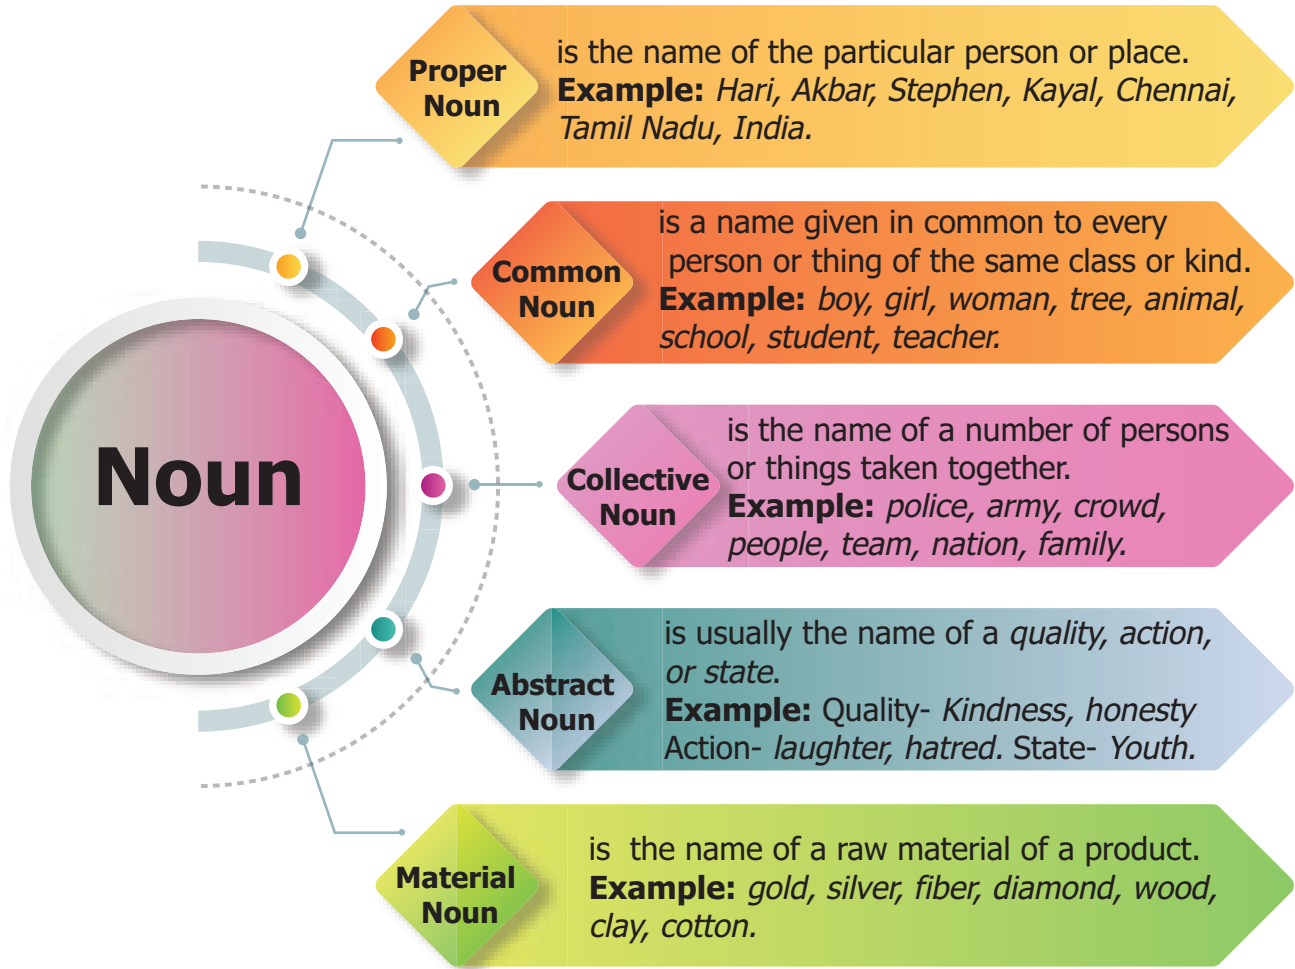 Noun
Proper
Noun
is the name of the particular person or place.
Example: Hari, Akbar, Stephen, Kayal, Chennai,
Tamil Nadu, India.
Common
Noun
is a name given in common to every
person or thing of the same class or kind.
Example: boy, girl, woman, tree, animal,
school, student, teacher.
Collective
Noun
is the name of a number of persons
or things taken together.
Example: police, army, crowd,
people, team, nation, family.
Abstract
Noun
is usually the name of a quality, action,
or state.
Example: Quality- Kindness, honesty
Action- laughter, hatred. State- Youth.
Material
Noun
is the name of a raw material of a product.
Example: gold, silver, fiber, diamond, wood,
clay, cotton.